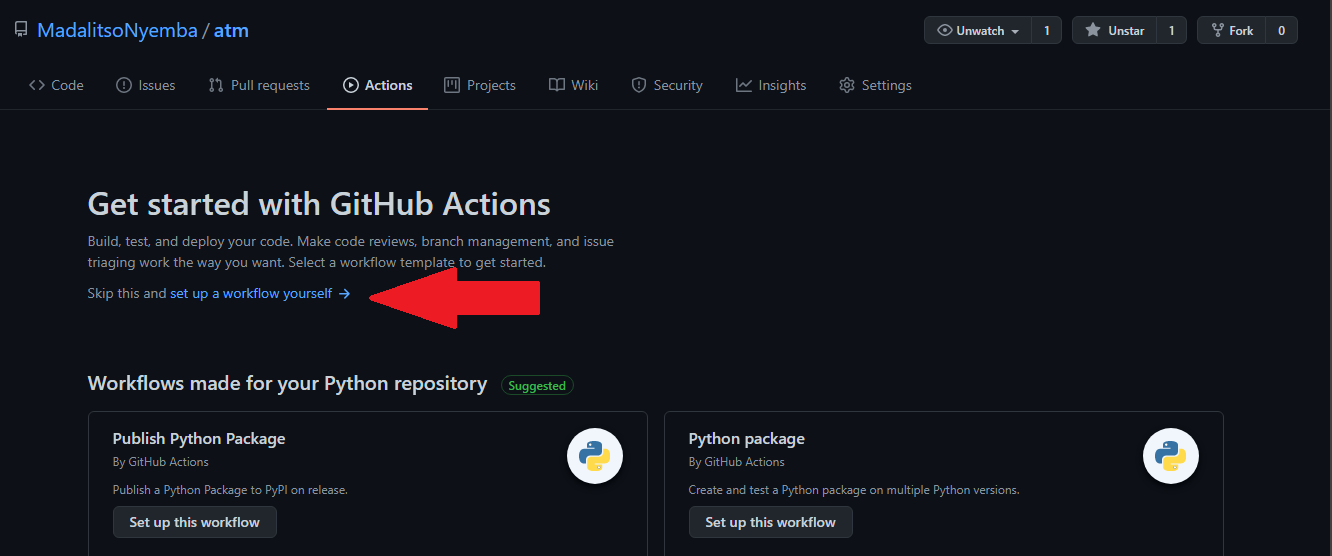 MadalitsoNyemba / atm
Unwatch 1 Unstar 1 Fork 0
Code Issues Pull requests Actions Projects Wiki Security Insights Settings
Get started with GitHub Actions
Build, test, and deploy your code. Make code reviews, branch management, and issue
triaging work the way you want. Select a workflow template to get started.
Skip this and set up a workflow yourself →
Workflows made for your Python repository Suggested
Publish Python Package
By GitHub Actions
Publish a Python Package to PyPI on release.
Set up this workflow
Python package
By GitHub Actions
Create and test a Python package on multiple Python versions.
Set up this workflow